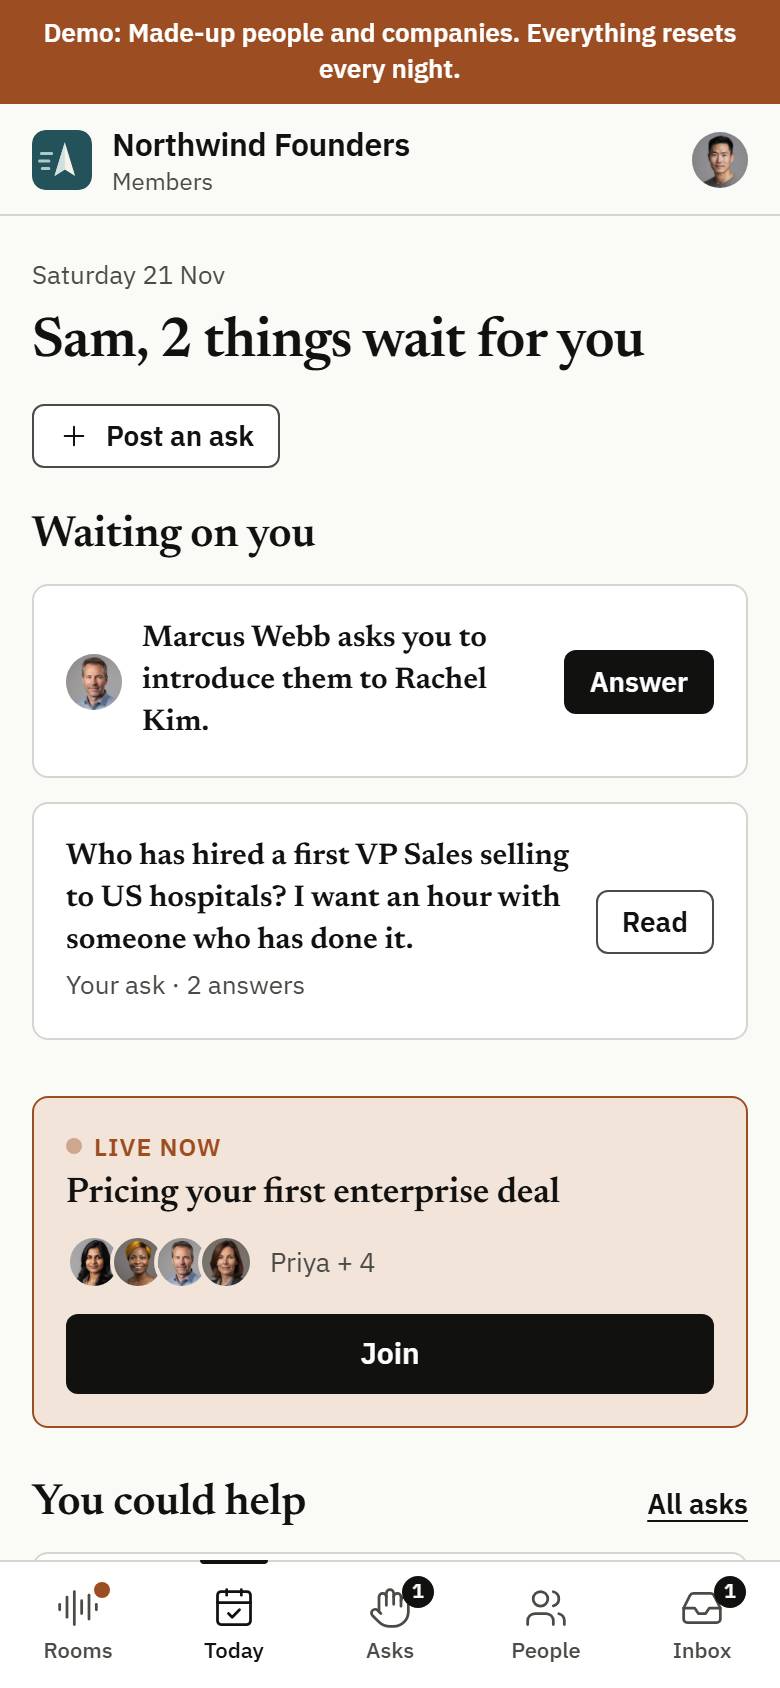 Demo: Made-up people and companies. Everything resets
every night.
Northwind Founders
Members
Saturday 21 Nov
Sam, 2 things wait for you
Post an ask
Waiting on you
Marcus Webb asks you to
introduce them to Rachel
Kim.
Answer
Who has hired a first VP Sales selling
to US hospitals? I want an hour with
someone who has done it.
Your ask · 2 answers
Read
LIVE NOW
Pricing your first enterprise deal
Priya + 4
Join
You could help
All asks
1
1
Rooms
Today
Asks
People
Inbox